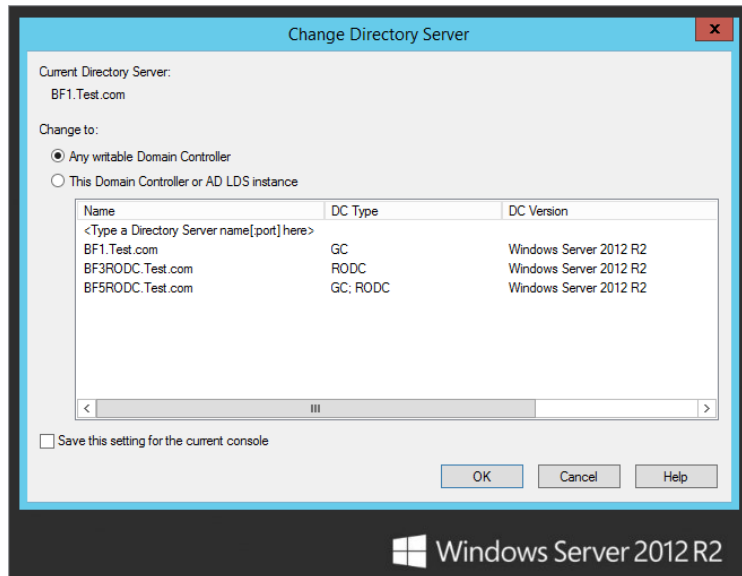 Change Directory Server
x
Current Directory Server:
BF1.Test.com
Change to:
Any writable Domain Controller
This Domain Controller or AD LDS instance
Name DC Type DC Version
<Type a Directory Server name[:port] here>
BF1.Test.com GC Windows Server 2012 R2
BF3RODC.Test.com RODC Windows Server 2012 R2
BF5RODC.Test.com GC; RODC Windows Server 2012 R2
Save this setting for the current console
OK Cancel Help
Windows Server 2012 R2